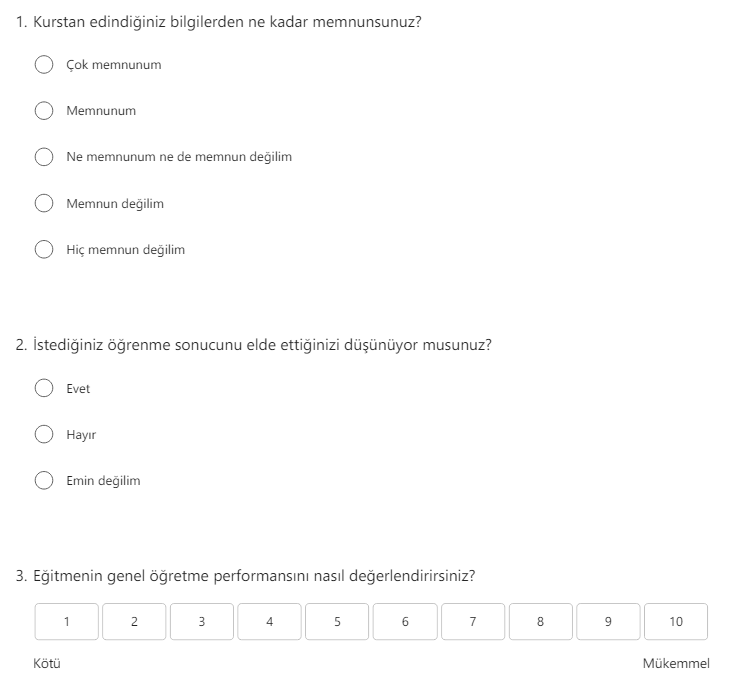 1. Kurstan edindiğiniz bilgilerden ne kadar memnunsunuz?
Çok memnunum
Memnunum
Ne memnunum ne de memnun değilim
Memnun değilim
Hiç memnun değilim
2. İstediğiniz öğrenme sonucunu elde ettiğinizi düşünüyor musunuz?
Evet
Hayır
Emin değilim
3. Eğitmenin genel öğretme performansını nasıl değerlendirirsiniz?
1 2 3 4 5 6 7 8 9 10
Kötü Mükemmel